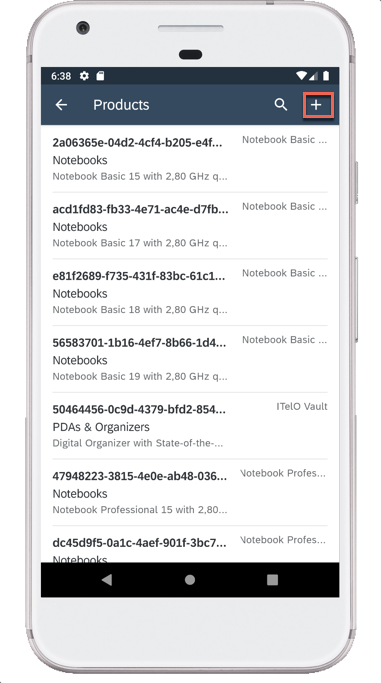 6:38
Products
2a06365e-04d2-4cf4-b205-e4f... Notebook Basic ...
Notebooks
Notebook Basic 15 with 2,80 GHz q...
acd1fd83-fb33-4e71-ac4e-d7fb... Notebook Basic ...
Notebooks
Notebook Basic 17 with 2,80 GHz q...
e81f2689-f735-431f-83bc-61c1... Notebook Basic ...
Notebooks
Notebook Basic 18 with 2,80 GHz q...
56583701-1b16-4ef7-8b66-1d4... Notebook Basic ...
Notebooks
Notebook Basic 19 with 2,80 GHz q...
50464456-0c9d-4379-bfd2-854... ITelO Vault
PDAs & Organizers
Digital Organizer with State-of-the-...
47948223-3815-4e0e-ab48-036... Notebook Profes...
Notebooks
Notebook Professional 15 with 2,80...
dc45d9f5-0a1c-4aef-901f-3bc7... Notebook Profes...
Notebooks